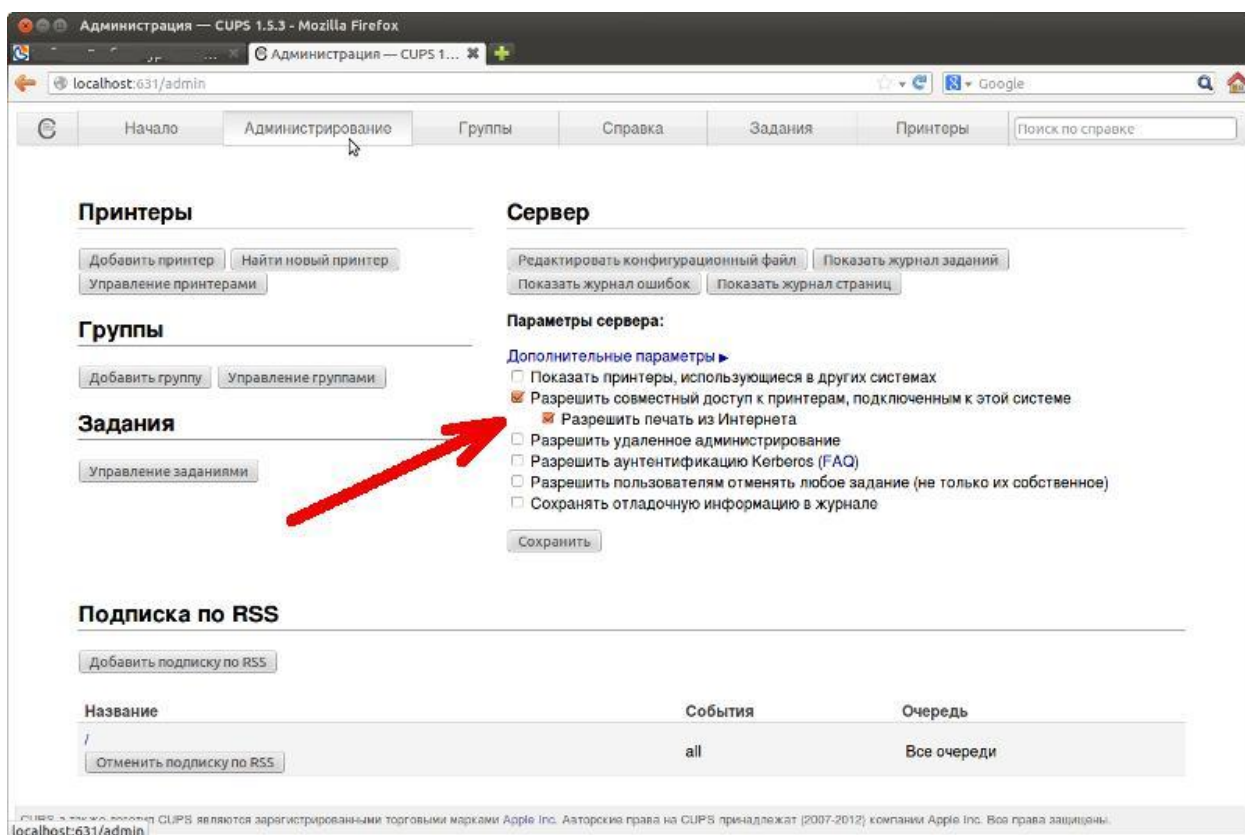 Администрация — CUPS 1.5.3 - Mozilla Firefox
Администрация — CUPS 1...
localhost:631/admin
Google
Начало
Администрирование
Группы
Справка
Задания
Принтеры
Поиск по справке
Принтеры
Добавить принтер
Найти новый принтер
Управление принтерами
Группы
Добавить группу
Управление группами
Задания
Управление заданиями
Сервер
Редактировать конфигурационный файл
Показать журнал заданий
Показать журнал ошибок
Показать журнал страниц
Параметры сервера:
Дополнительные параметры ▸
Показать принтеры, использующиеся в других системах
Разрешить совместный доступ к принтерам, подключенным к этой системе
Разрешить печать из Интернета
Разрешить удаленное администрирование
Разрешить аунтентификацию Kerberos (FAQ)
Разрешить пользователям отменять любое задание (не только их собственное)
Сохранять отладочную информацию в журнале
Сохранить
Подписка по RSS
Добавить подписку по RSS
Название
События
Очередь
/
Отменить подписку по RSS
all
Все очереди
CUPS а также логотип CUPS являются зарегистрированными торговыми марками Apple Inc. Авторские права на CUPS принадлежат (2007-2012) компании Apple Inc. Все права защищены.
localhost:631/admin